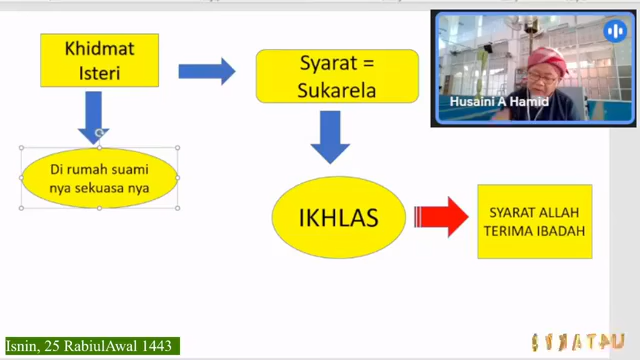 Khidmat
Isteri
Syarat =
Sukarela
Husaini A Hamid
Di rumah suami
nya sekuasa nya
IKHLAS
SYARAT ALLAH
TERIMA IBADAH
Isnin, 25 RabiulAwal 1443